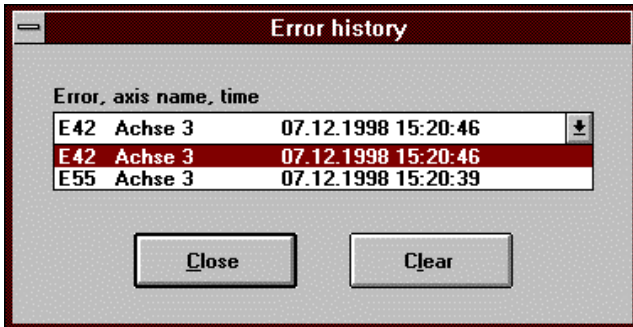 Error history
Error, axis name, time
E42 Achse 3 07.12.1998 15:20:46
E42 Achse 3 07.12.1998 15:20:46
E55 Achse 3 07.12.1998 15:20:39
Close Clear